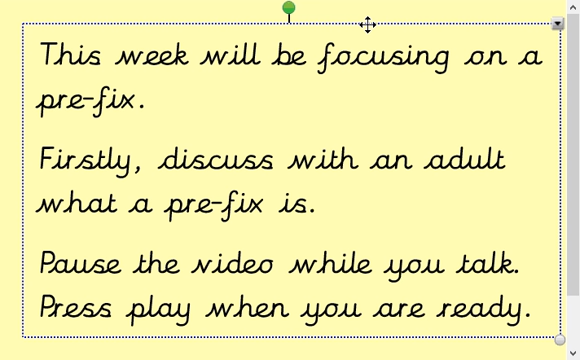 This week will be focusing on a
pre-fix.
Firstly, discuss with an adult
what a pre-fix is.
Pause the video while you talk.
Press play when you are ready.